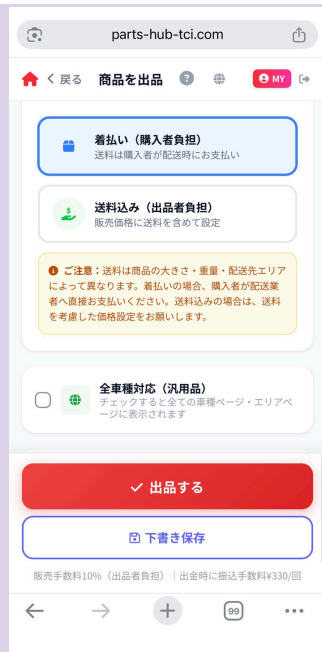 parts-hub-tci.com
戻る 商品を出品 ? MY
着払い（購入者負担）
送料は購入者が配送時にお支払い
送料込み（出品者負担）
販売価格に送料を含めて設定
ご注意：送料は商品の大きさ・重量・配送先エリア
によって異なります。着払いの場合、購入者が配送業
者へ直接お支払いください。送料込みの場合は、送料
を考慮した価格設定をお願いします。
全車種対応（汎用品）
チェックすると全ての車種ページ・エリアペ
ージに表示されます
出品する
下書き保存
販売手数料10%（出品者負担）｜出金時に振込手数料¥330/回
99